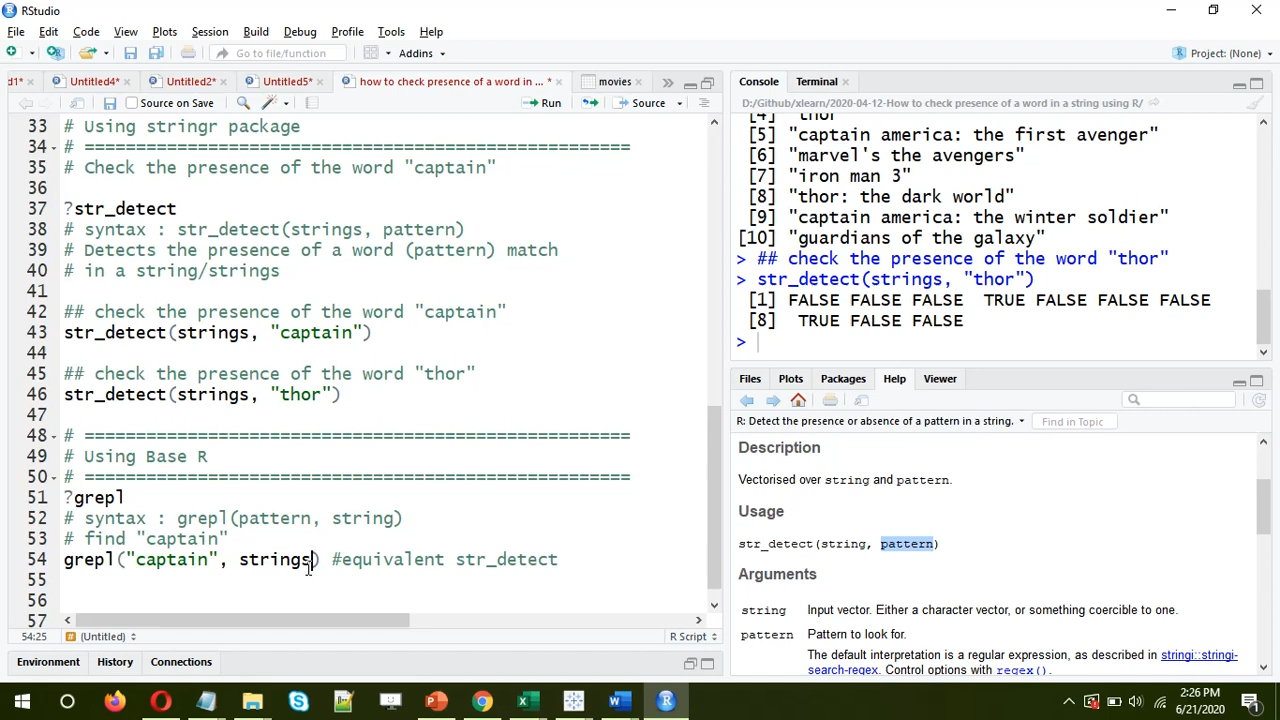 RStudio
File Edit Code View Plots Session Build Debug Profile Tools Help
Go to file/function Addins Project: (None)
d1* Untitled4* Untitled2* Untitled5* how to check presence of a word in ... * movies
Source on Save Run Source
33 # Using stringr package
34 # =====================================================
35 # Check the presence of the word "captain"
36
37 ?str_detect
38 # syntax : str_detect(strings, pattern)
39 # Detects the presence of a word (pattern) match
40 # in a string/strings
41
42 ## check the presence of the word "captain"
43 str_detect(strings, "captain")
44
45 ## check the presence of the word "thor"
46 str_detect(strings, "thor")
47
48 # =====================================================
49 # Using Base R
50 # =====================================================
51 ?grepl
52 # syntax : grepl(pattern, string)
53 # find "captain"
54 grepl("captain", strings) #equivalent str_detect
55
56
57
54:25 (Untitled) R Script
Environment History Connections
Console Terminal
D:/Github/xlearn/2020-04-12-How to check presence of a word in a string using R/
[4] "thor"
[5] "captain america: the first avenger"
[6] "marvel's the avengers"
[7] "iron man 3"
[8] "thor: the dark world"
[9] "captain america: the winter soldier"
[10] "guardians of the galaxy"
> ## check the presence of the word "thor"
> str_detect(strings, "thor")
[1] FALSE FALSE FALSE TRUE FALSE FALSE FALSE
[8] TRUE FALSE FALSE
>
Files Plots Packages Help Viewer
R: Detect the presence or absence of a pattern in a string. Find in Topic
Description
Vectorised over string and pattern.
Usage
str_detect(string, pattern)
Arguments
string Input vector. Either a character vector, or something coercible to one.
pattern Pattern to look for.
The default interpretation is a regular expression, as described in stringi::stringi-
search-regex. Control options with regex().
2:26 PM
6/21/2020